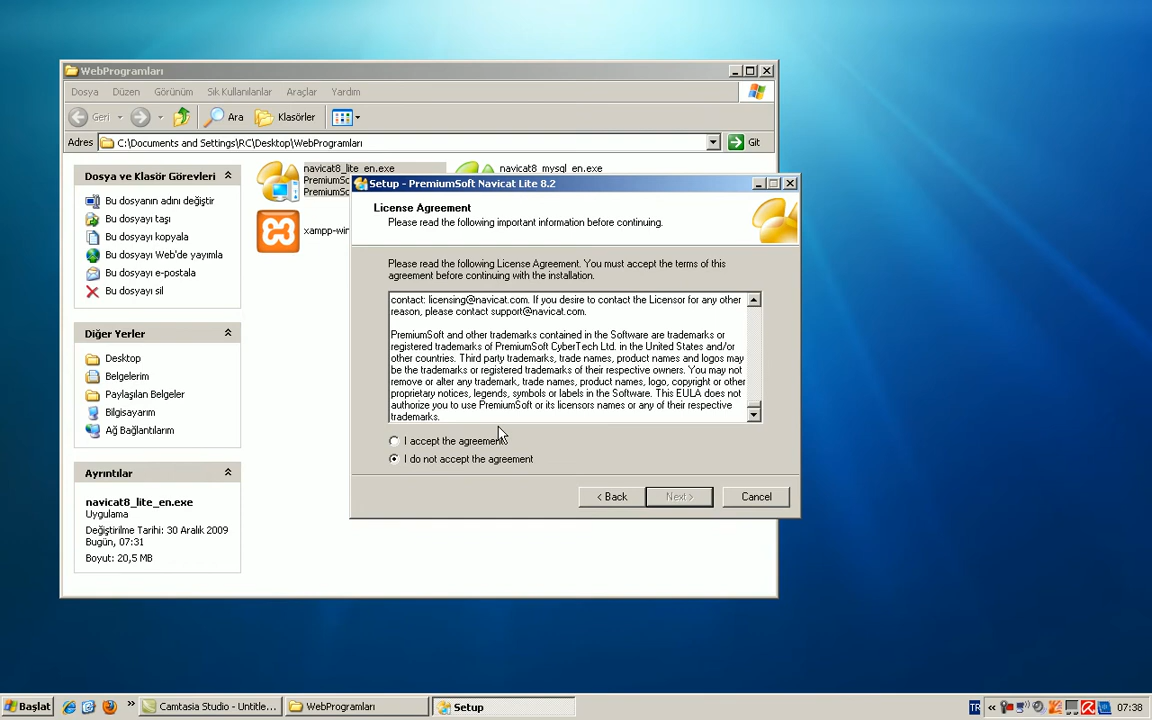 WebProgramları
Dosya Düzen Görünüm Sık Kullanılanlar Araçlar Yardım
Geri Ara Klasörler
Adres C:\Documents and Settings\RC\Desktop\WebProgramları Git
Dosya ve Klasör Görevleri
Bu dosyanın adını değiştir
Bu dosyayı taşı
Bu dosyayı kopyala
Bu dosyayı Web'de yayımla
Bu dosyayı e-postala
Bu dosyayı sil
Diğer Yerler
Desktop
Belgelerim
Paylaşılan Belgeler
Bilgisayarım
Ağ Bağlantılarım
Ayrıntılar
navicat8_lite_en.exe
Uygulama
Değiştirilme Tarihi: 30 Aralık 2009
Bugün, 07:31
Boyut: 20,5 MB
navicat8_lite_en.exe
PremiumSo
PremiumSo
navicat8_mysql_en.exe
xampp-win
Setup - PremiumSoft Navicat Lite 8.2
License Agreement
Please read the following important information before continuing.
Please read the following License Agreement. You must accept the terms of this
agreement before continuing with the installation.
contact: licensing@navicat.com. If you desire to contact the Licensor for any other
reason, please contact support@navicat.com.
PremiumSoft and other trademarks contained in the Software are trademarks or
registered trademarks of PremiumSoft CyberTech Ltd. in the United States and/or
other countries. Third party trademarks, trade names, product names and logos may
be the trademarks or registered trademarks of their respective owners. You may not
remove or alter any trademark, trade names, product names, logo, copyright or other
proprietary notices, legends, symbols or labels in the Software. This EULA does not
authorize you to use PremiumSoft or its licensors names or any of their respective
trademarks.
I accept the agreement
I do not accept the agreement
< Back Next > Cancel
Başlat » Camtasia Studio - Untitle... WebProgramları Setup TR « 07:38